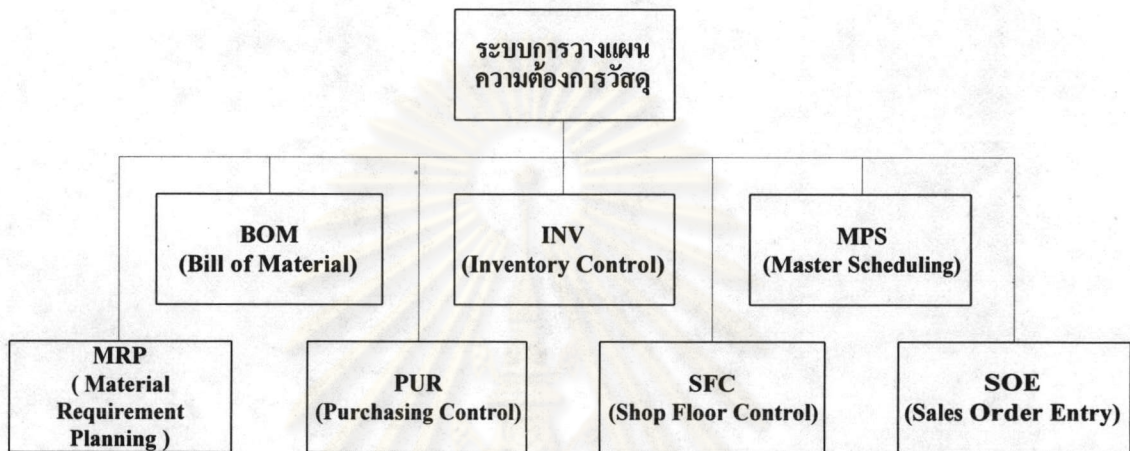 ระบบการวางแผน
ความต้องการวัสดุ
BOM
(Bill of Material)
INV
(Inventory Control)
MPS
(Master Scheduling)
MRP
( Material
Requirement
Planning )
PUR
(Purchasing Control)
SFC
(Shop Floor Control)
SOE
(Sales Order Entry)